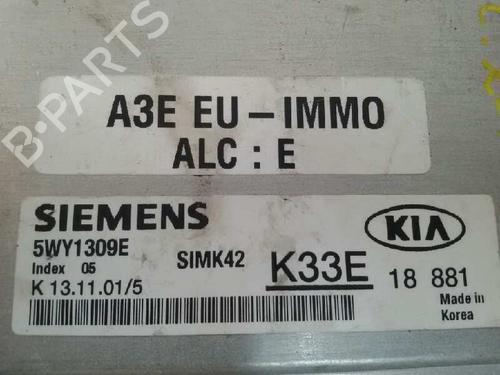 A3E EU - IMMO
ALC : E
SIEMENS
KIA
5WY1309E
SIMK42
K33E
18 881
Index 05
K 13.11.01/5
Made in
Korea